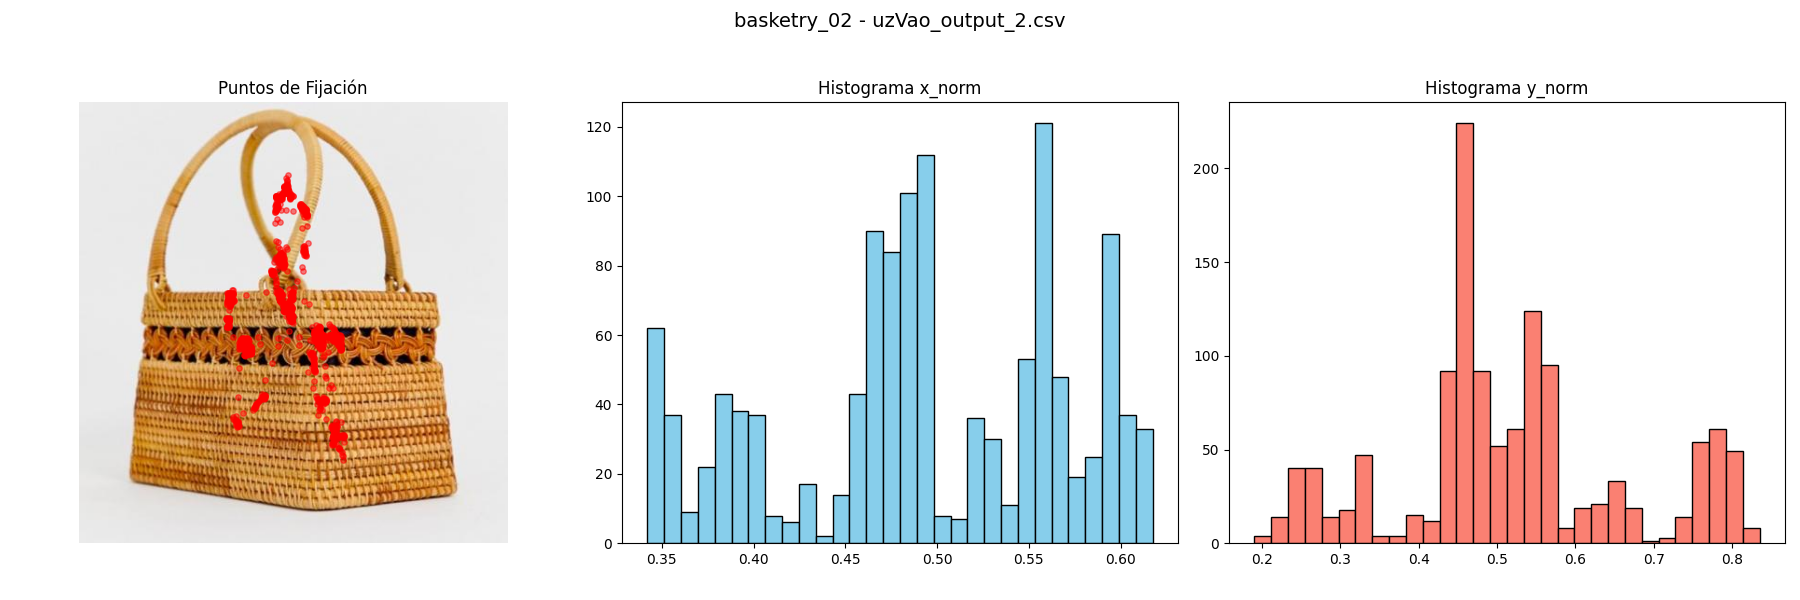 basketry_02 - uzVao_output_2.csv
Puntos de Fijación
Histograma x_norm
Histograma y_norm
120
100
80
60
40
20
0
0.35 0.40 0.45 0.50 0.55 0.60
200
150
100
50
0
0.2 0.3 0.4 0.5 0.6 0.7 0.8